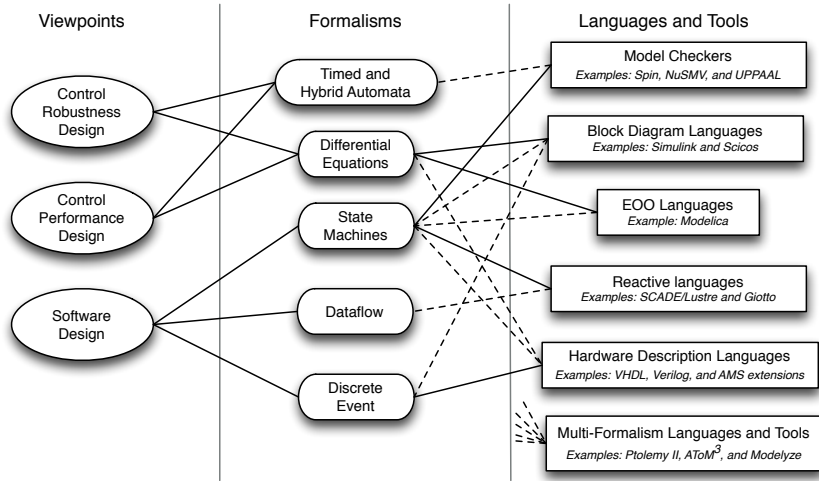 Viewpoints
Formalisms
Languages and Tools
Control
Robustness
Design
Control
Performance
Design
Software
Design
Timed and
Hybrid Automata
Differential
Equations
State
Machines
Dataflow
Discrete
Event
Model Checkers
Examples: Spin, NuSMV, and UPPAAL
Block Diagram Languages
Examples: Simulink and Scicos
EOO Languages
Example: Modelica
Reactive languages
Examples: SCADE/Lustre and Giotto
Hardware Description Languages
Examples: VHDL, Verilog, and AMS extensions
Multi-Formalism Languages and Tools
Examples: Ptolemy II, AToM³, and Modelyze